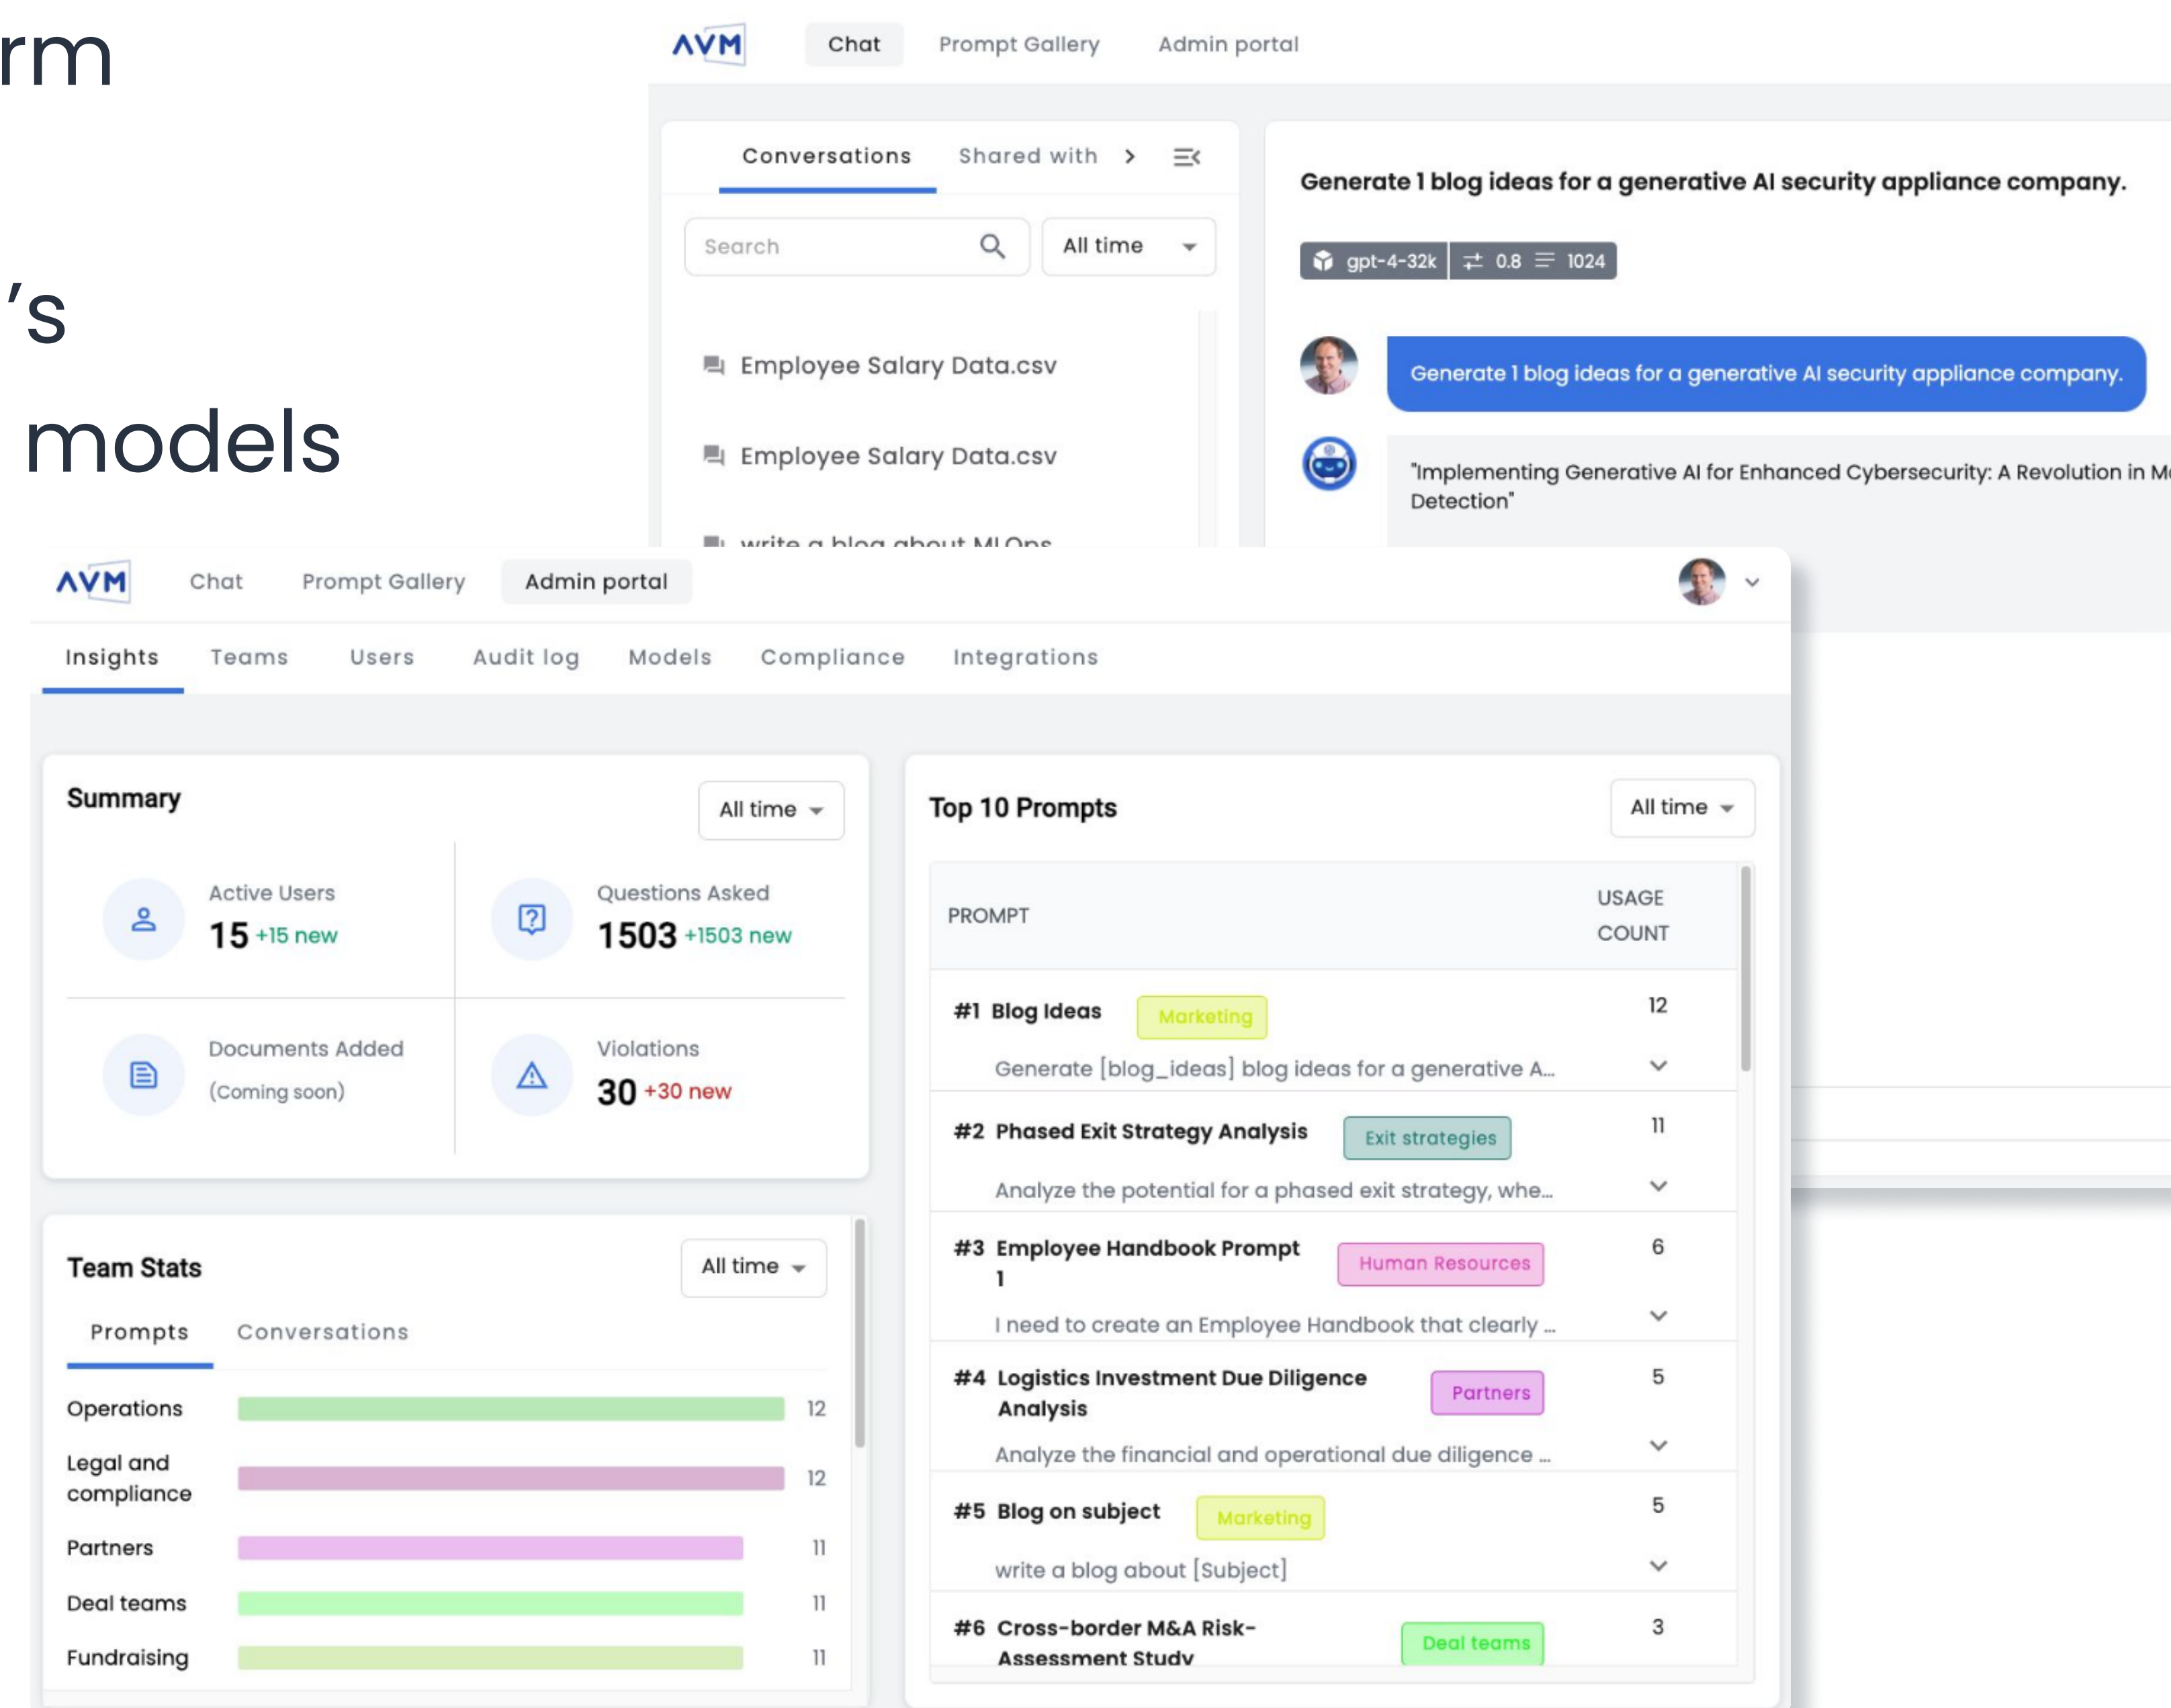 rm
's
models
AVM
Chat
Prompt Gallery
Admin portal
Conversations
Shared with
Search
All time
Employee Salary Data.csv
Employee Salary Data.csv
write a blog about MLOps
Generate 1 blog ideas for a generative AI security appliance company.
gpt-4-32k 0.8 1024
Generate 1 blog ideas for a generative AI security appliance company.
"Implementing Generative AI for Enhanced Cybersecurity: A Revolution in
Detection"
AVM
Chat
Prompt Gallery
Admin portal
Insights
Teams
Users
Audit log
Models
Compliance
Integrations
Summary
All time
Active Users
15 +15 new
Questions Asked
1503 +1503 new
Documents Added
(Coming soon)
Violations
30 +30 new
Team Stats
All time
Prompts
Conversations
Operations 12
Legal and
compliance 12
Partners 11
Deal teams 11
Fundraising 11
Top 10 Prompts
All time
PROMPT
USAGE
COUNT
#1 Blog Ideas Marketing 12
Generate [blog_ideas] blog ideas for a generative A...
#2 Phased Exit Strategy Analysis Exit strategies 11
Analyze the potential for a phased exit strategy, whe...
#3 Employee Handbook Prompt
1 Human Resources 6
I need to create an Employee Handbook that clearly ...
#4 Logistics Investment Due Diligence
Analysis Partners 5
Analyze the financial and operational due diligence ...
#5 Blog on subject Marketing 5
write a blog about [Subject]
#6 Cross-border M&A Risk-
Assessment Study Deal teams 3